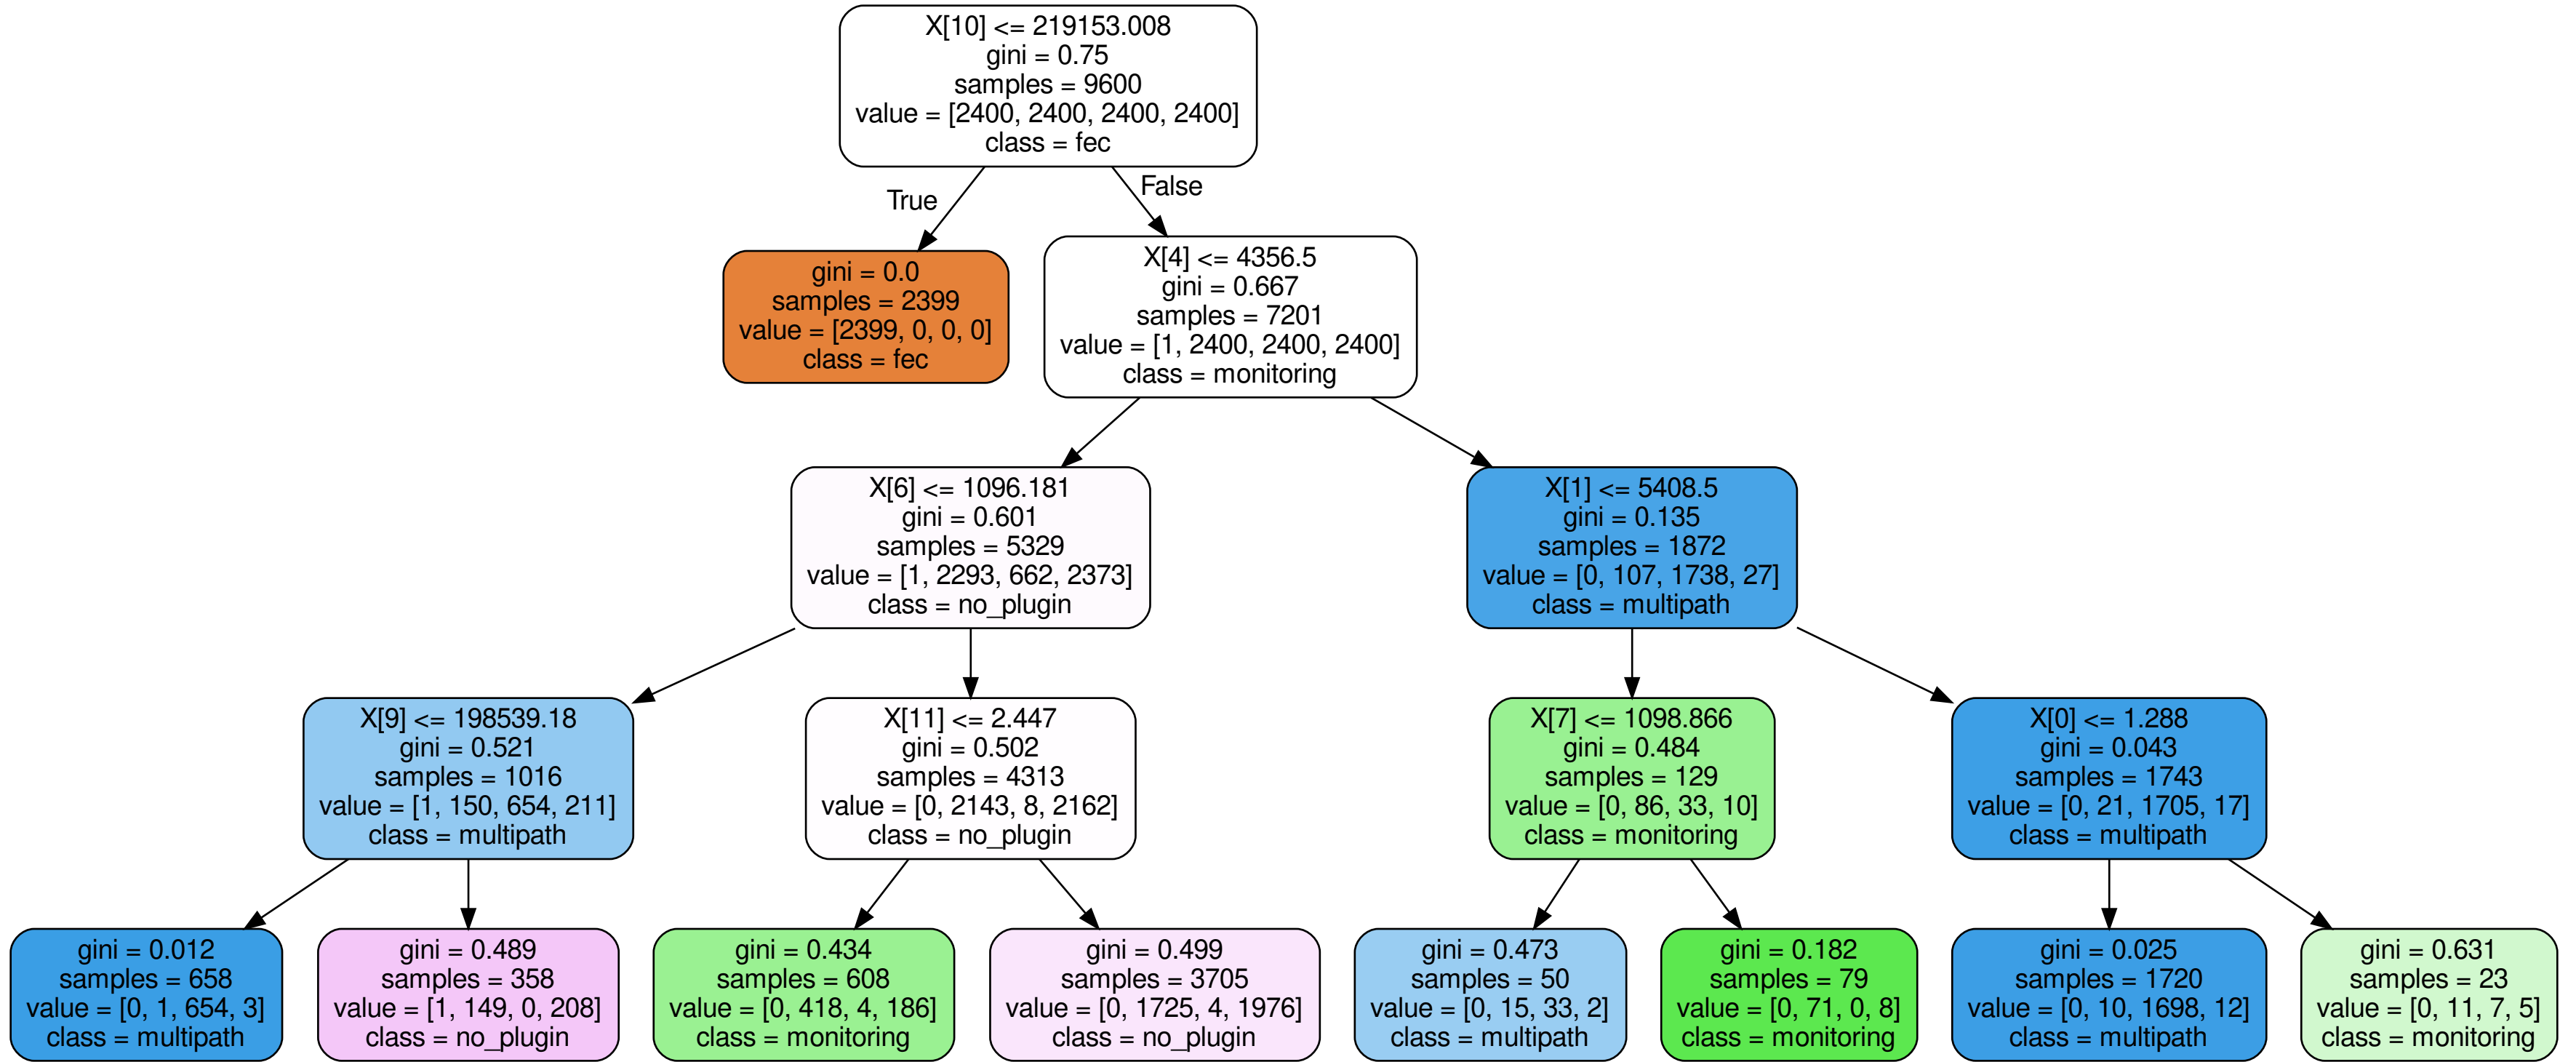 X[10] <= 219153.008
gini = 0.75
samples = 9600
value = [2400, 2400, 2400, 2400]
class = fec
True
False
gini = 0.0
samples = 2399
value = [2399, 0, 0, 0]
class = fec
X[4] <= 4356.5
gini = 0.667
samples = 7201
value = [1, 2400, 2400, 2400]
class = monitoring
X[6] <= 1096.181
gini = 0.601
samples = 5329
value = [1, 2293, 662, 2373]
class = no_plugin
X[1] <= 5408.5
gini = 0.135
samples = 1872
value = [0, 107, 1738, 27]
class = multipath
X[9] <= 198539.18
gini = 0.521
samples = 1016
value = [1, 150, 654, 211]
class = multipath
X[11] <= 2.447
gini = 0.502
samples = 4313
value = [0, 2143, 8, 2162]
class = no_plugin
X[7] <= 1098.866
gini = 0.484
samples = 129
value = [0, 86, 33, 10]
class = monitoring
X[0] <= 1.288
gini = 0.043
samples = 1743
value = [0, 21, 1705, 17]
class = multipath
gini = 0.012
samples = 658
value = [0, 1, 654, 3]
class = multipath
gini = 0.489
samples = 358
value = [1, 149, 0, 208]
class = no_plugin
gini = 0.434
samples = 608
value = [0, 418, 4, 186]
class = monitoring
gini = 0.499
samples = 3705
value = [0, 1725, 4, 1976]
class = no_plugin
gini = 0.473
samples = 50
value = [0, 15, 33, 2]
class = multipath
gini = 0.182
samples = 79
value = [0, 71, 0, 8]
class = monitoring
gini = 0.025
samples = 1720
value = [0, 10, 1698, 12]
class = multipath
gini = 0.631
samples = 23
value = [0, 11, 7, 5]
class = monitoring